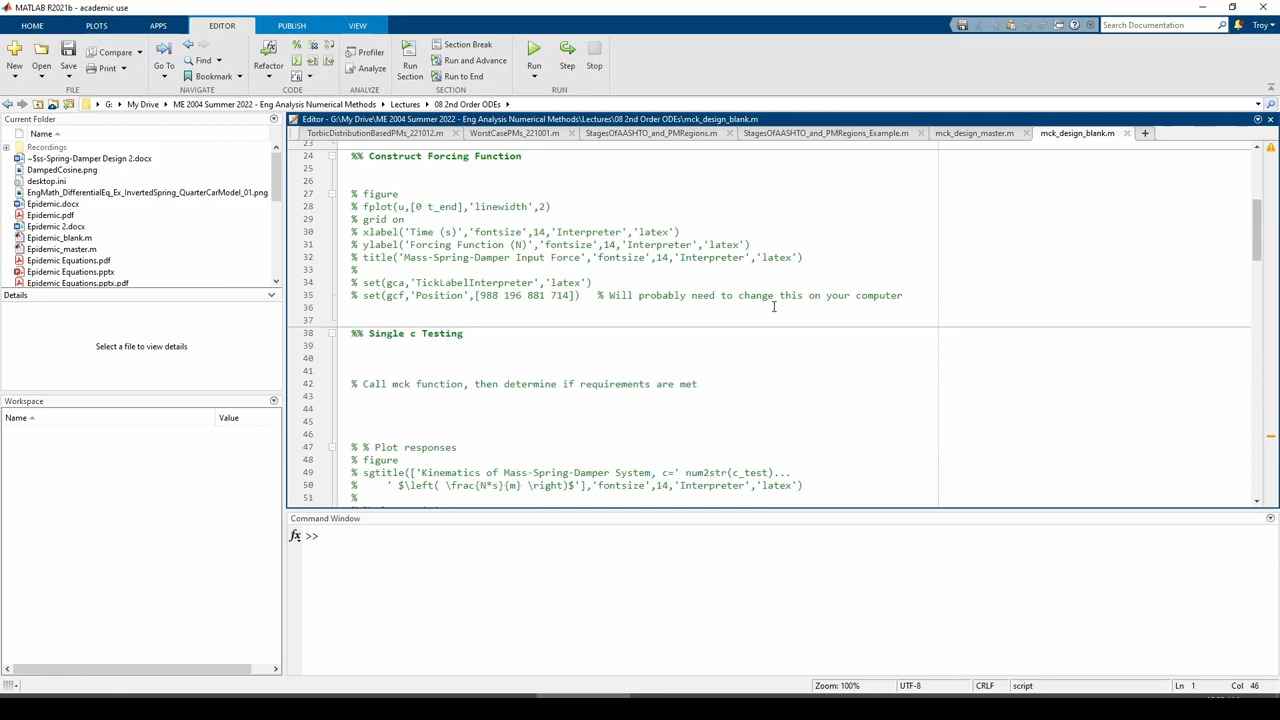 MATLAB R2021b - academic use
HOME PLOTS APPS EDITOR PUBLISH VIEW
Search Documentation
Troy
New Open Save
Compare
Print
FILE
Go To
Find
Bookmark
NAVIGATE
Refactor
CODE
Profiler
Analyze
ANALYZE
Run Section
Section Break
Run and Advance
Run to End
SECTION
Run Step Stop
RUN
G: My Drive ME 2004 Summer 2022 - Eng Analysis Numerical Methods Lectures 08 2nd Order ODEs
Current Folder
Name
Recordings
~$ss-Spring-Damper Design 2.docx
DampedCosine.png
desktop.ini
EngMath_DifferentialEq_Ex_InvertedSpring_QuarterCarModel_01.png
Epidemic.docx
Epidemic.pdf
Epidemic 2.docx
Epidemic_blank.m
Epidemic_master.m
Epidemic Equations.pdf
Epidemic Equations.pptx
Epidemic Equations.pptx.pdf
Details
Select a file to view details
Workspace
Name Value
Editor - G:\My Drive\ME 2004 Summer 2022 - Eng Analysis Numerical Methods\Lectures\08 2nd Order ODEs\mck_design_blank.m
TorbicDistributionBasedPMs_221012.m WorstCasePMs_221001.m StagesOfAASHTO_and_PMRegions.m StagesOfAASHTO_and_PMRegions_Example.m mck_design_master.m mck_design_blank.m
23
24 %% Construct Forcing Function
25
26
27 % figure
28 % fplot(u,[0 t_end],'linewidth',2)
29 % grid on
30 % xlabel('Time (s)','fontsize',14,'Interpreter','latex')
31 % ylabel('Forcing Function (N)','fontsize',14,'Interpreter','latex')
32 % title('Mass-Spring-Damper Input Force','fontsize',14,'Interpreter','latex')
33 %
34 % set(gca,'TickLabelInterpreter','latex')
35 % set(gcf,'Position',[988 196 881 714]) % Will probably need to change this on your computer
36
37
38 %% Single c Testing
39
40
41
42 % Call mck function, then determine if requirements are met
43
44
45
46
47 % % Plot responses
48 % figure
49 % sgtitle(['Kinematics of Mass-Spring-Damper System, c=' num2str(c_test)...
50 % ' $\left( \frac{N*s}{m} \right)$'],'fontsize',14,'Interpreter','latex')
51 %
Command Window
fx >>
Zoom: 100% UTF-8 CRLF script Ln 1 Col 46